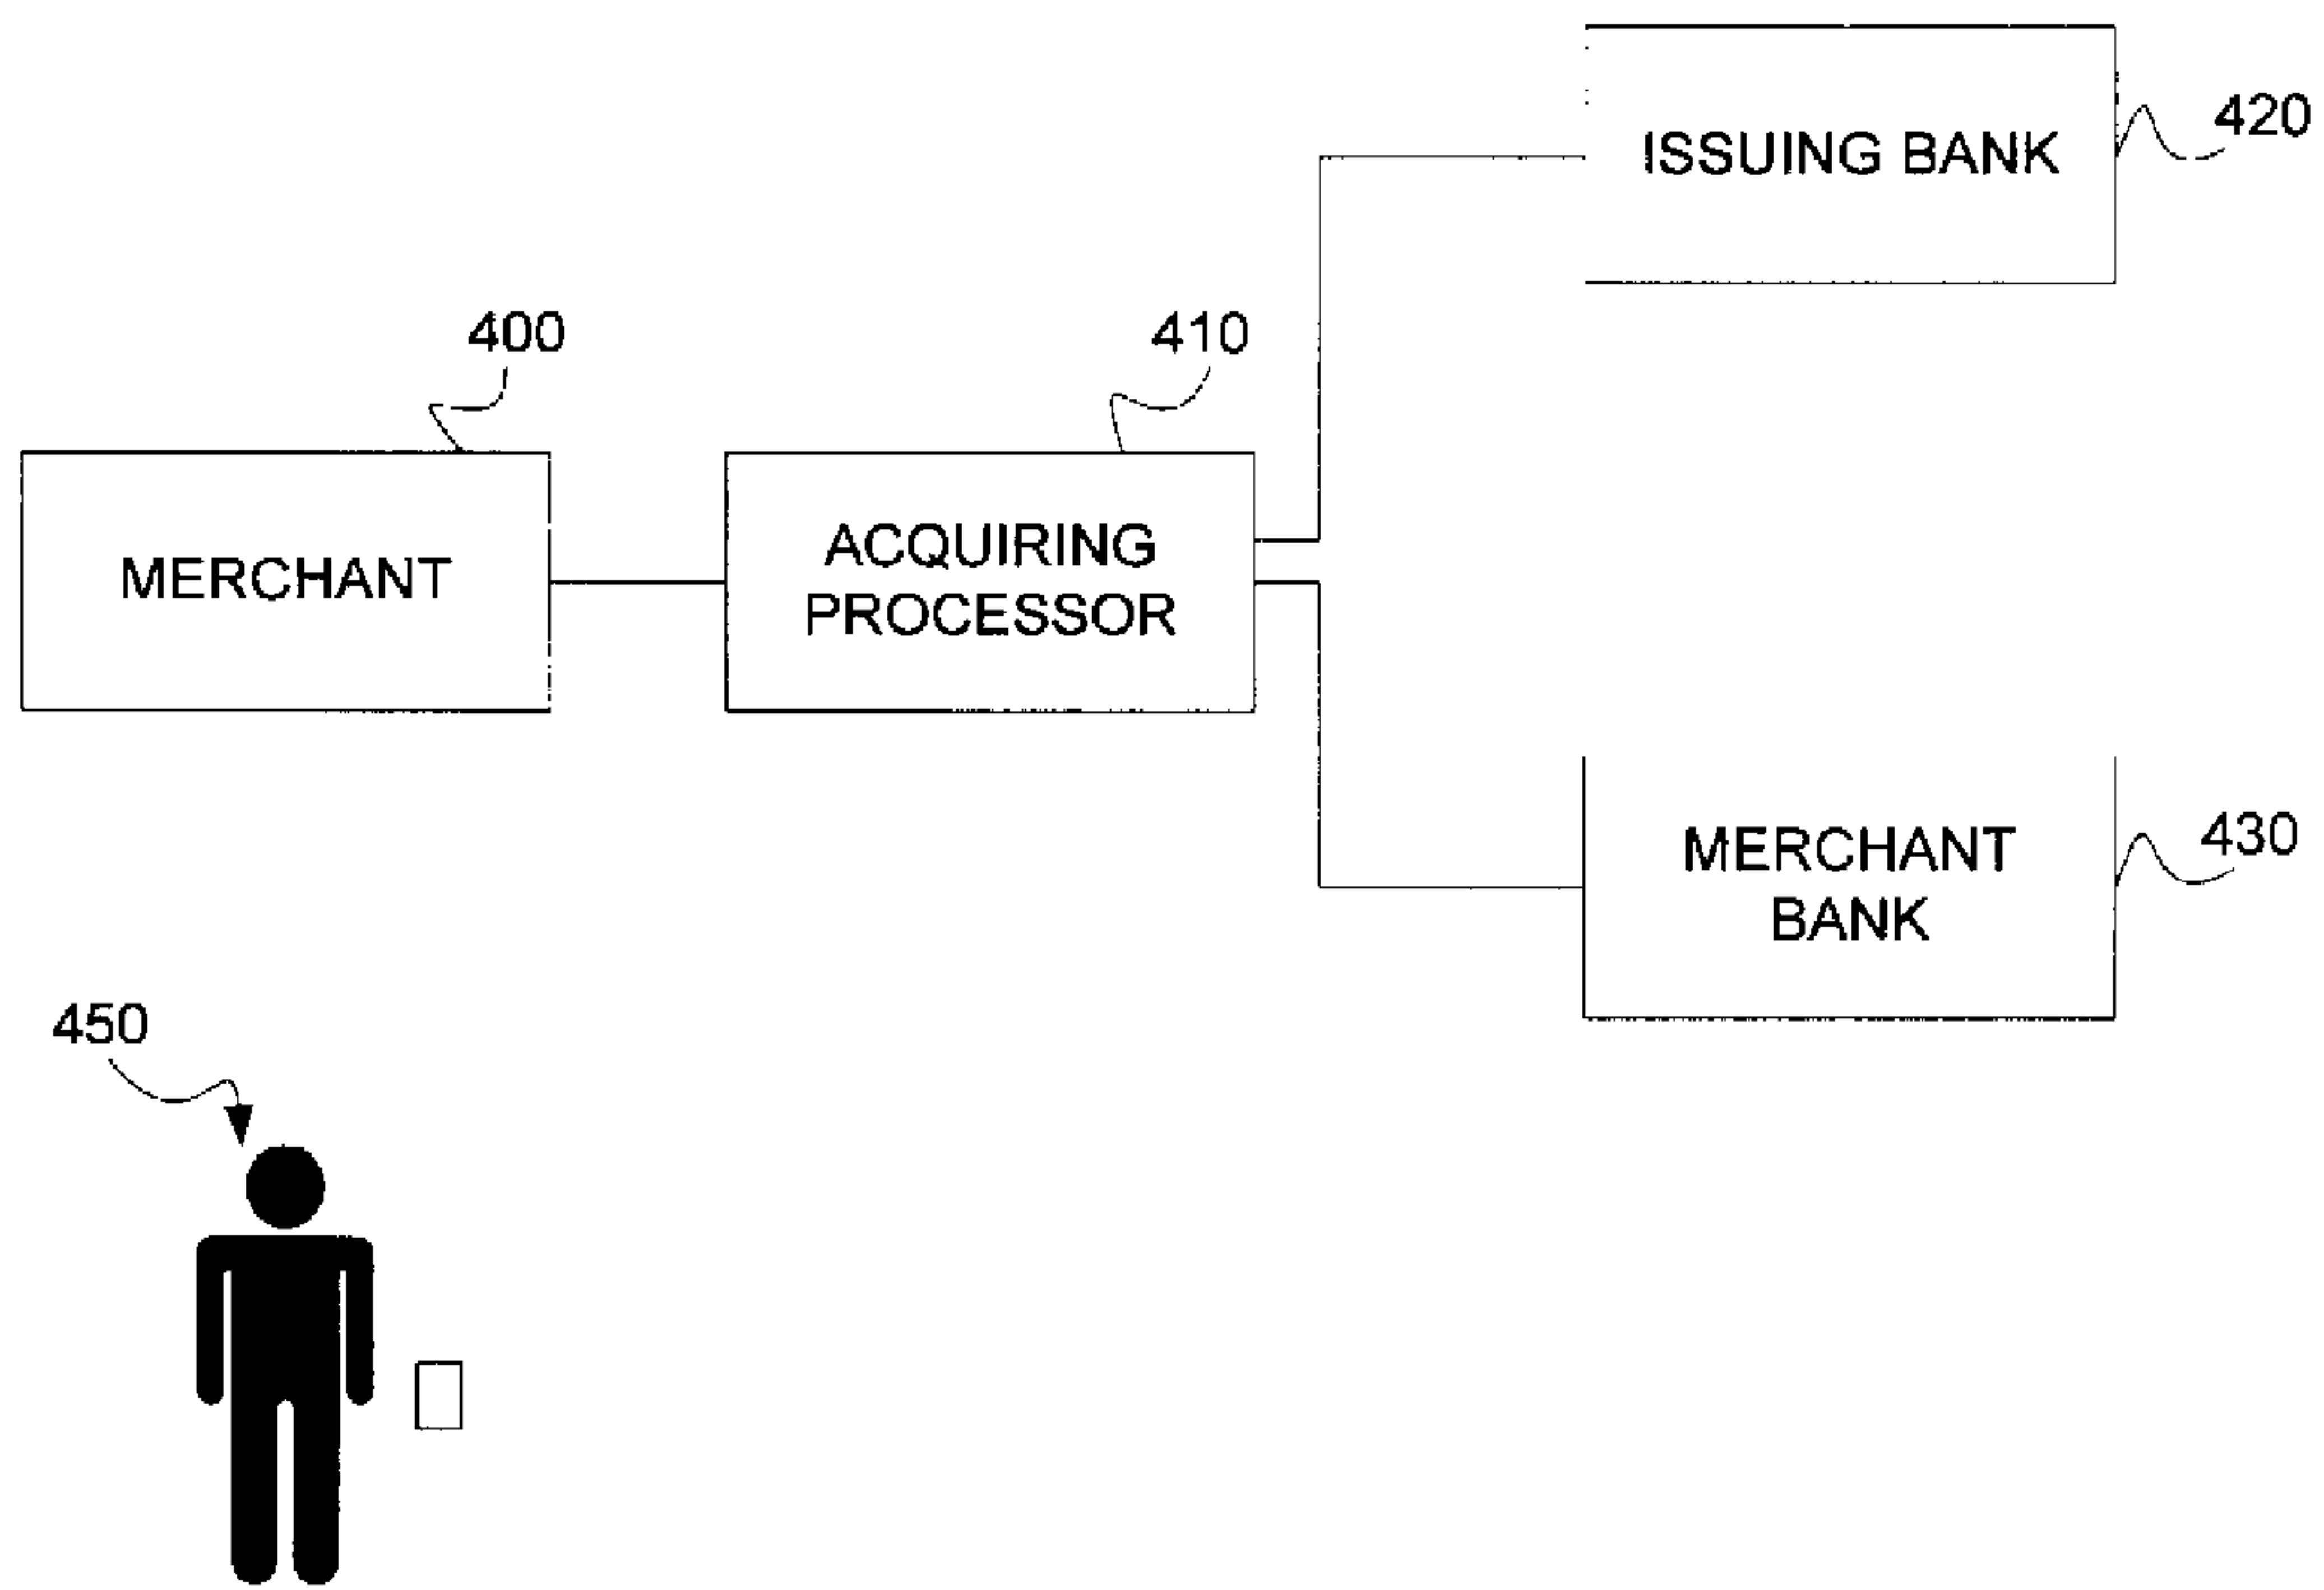 420
ISSUING BANK
400
410
MERCHANT
ACQUIRING
PROCESSOR
430
MERCHANT
BANK
450